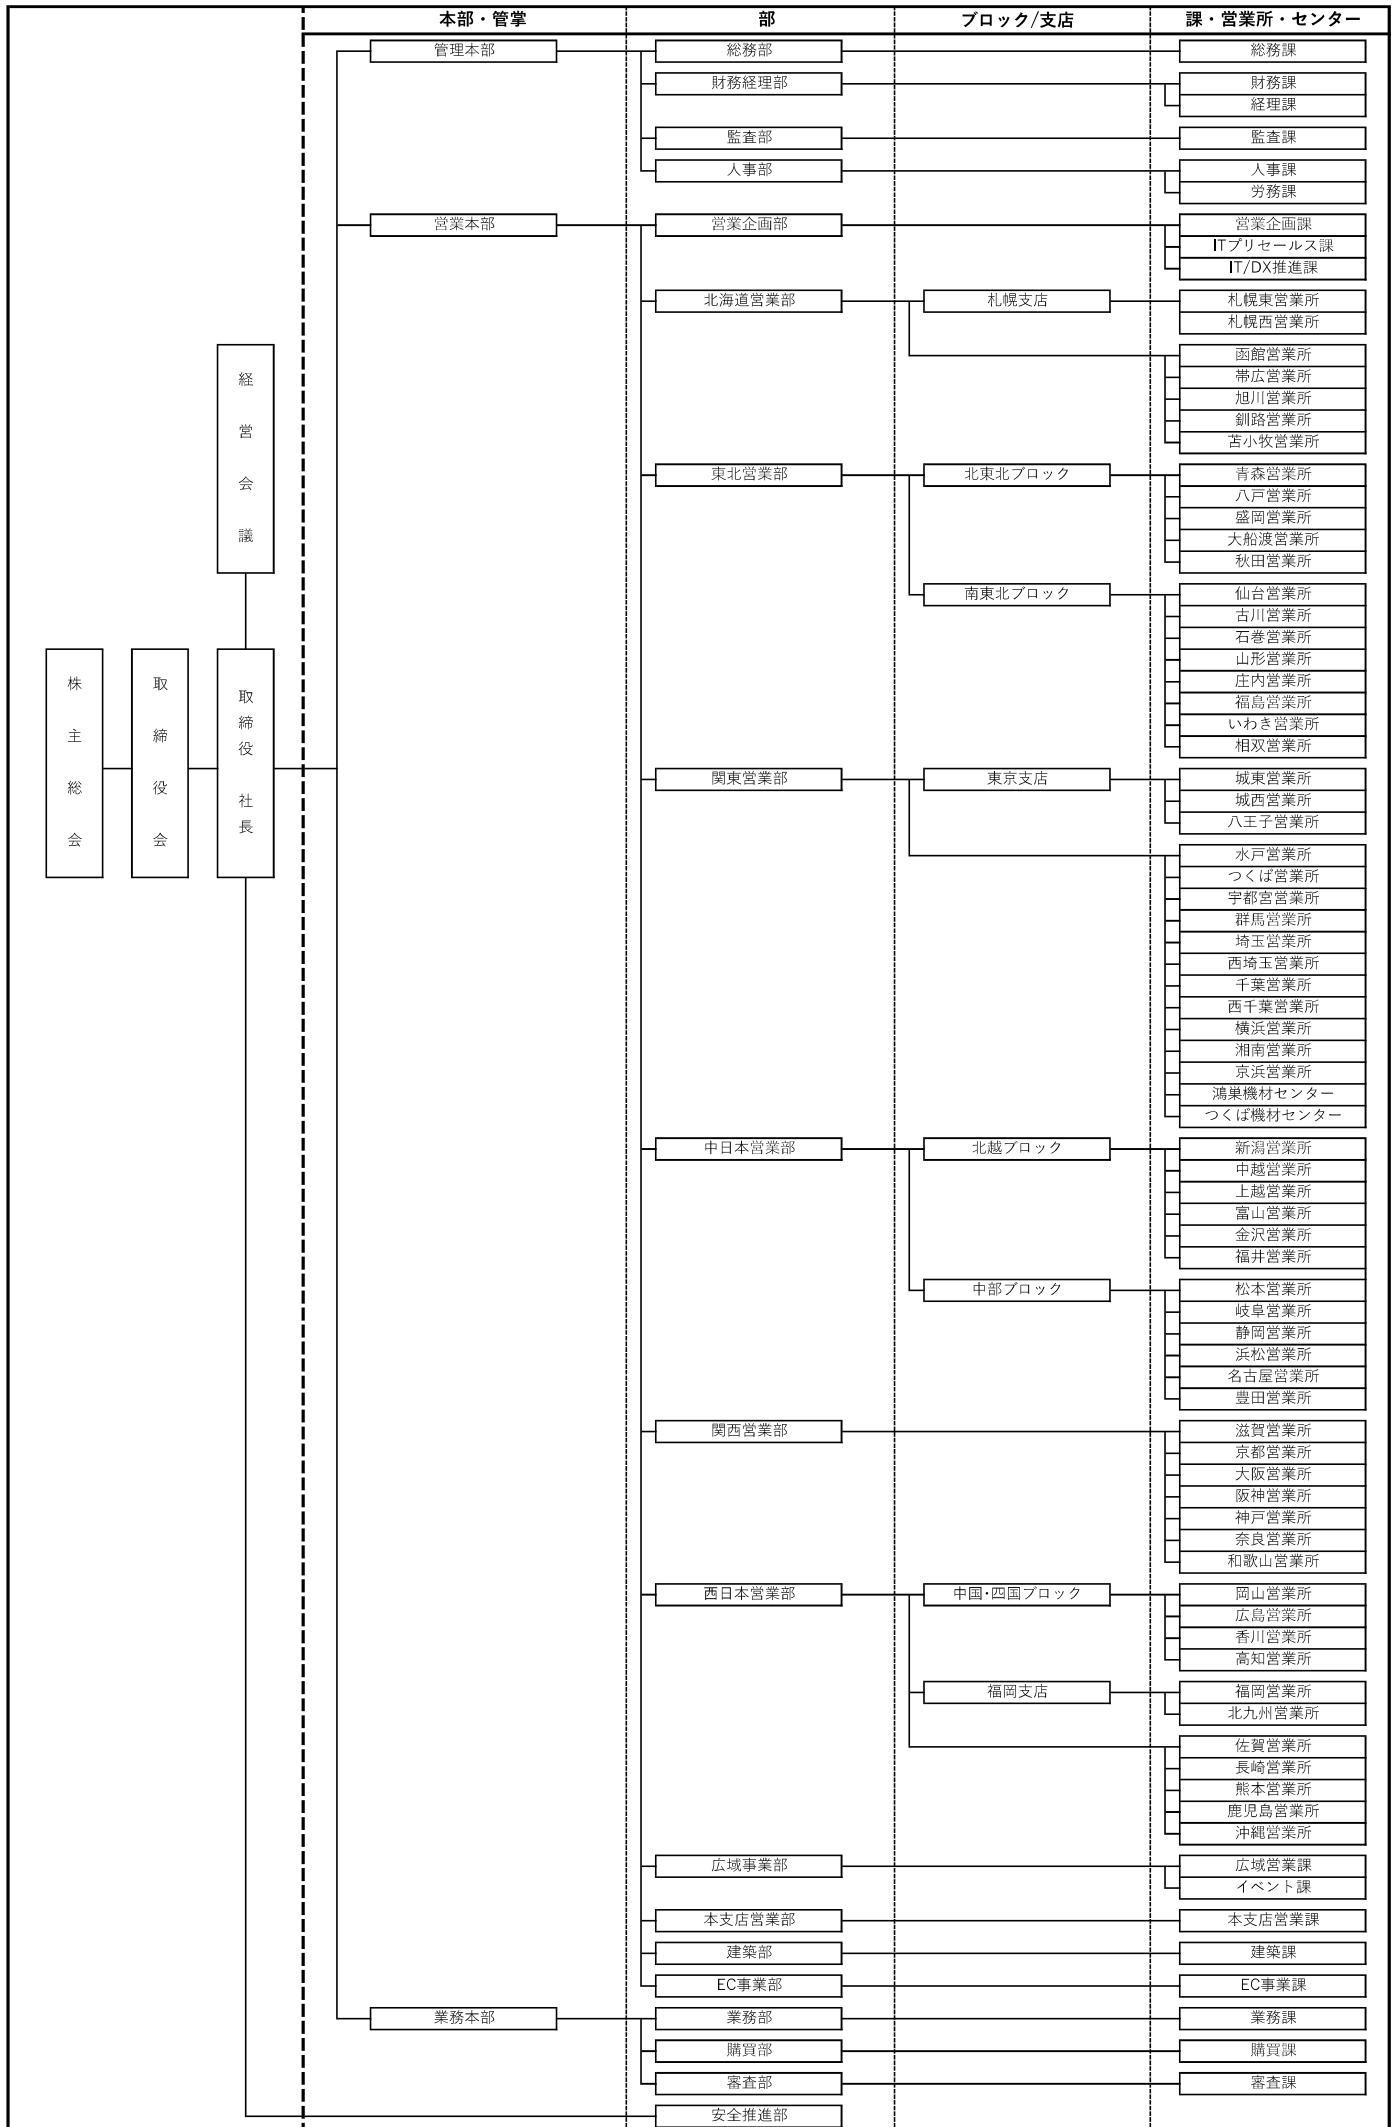 本部・管掌
部
ブロック/支店
課・営業所・センター
管理本部
総務部
総務課
財務経理部
財務課
経理課
監査部
監査課
人事部
人事課
労務課
営業本部
営業企画部
営業企画課
ITプリセールス課
IT/DX推進課
北海道営業部
札幌支店
札幌東営業所
札幌西営業所
函館営業所
帯広営業所
旭川営業所
釧路営業所
苫小牧営業所
経営会議
東北営業部
北東北ブロック
青森営業所
八戸営業所
盛岡営業所
大船渡営業所
秋田営業所
南東北ブロック
仙台営業所
古川営業所
石巻営業所
山形営業所
庄内営業所
福島営業所
いわき営業所
相双営業所
株主総会
取締役会
取締役 社長
関東営業部
東京支店
城東営業所
城西営業所
八王子営業所
水戸営業所
つくば営業所
宇都宮営業所
群馬営業所
埼玉営業所
西埼玉営業所
千葉営業所
西千葉営業所
横浜営業所
湘南営業所
京浜営業所
鴻巣機材センター
つくば機材センター
中日本営業部
北越ブロック
新潟営業所
中越営業所
上越営業所
富山営業所
金沢営業所
福井営業所
中部ブロック
松本営業所
岐阜営業所
静岡営業所
浜松営業所
名古屋営業所
豊田営業所
関西営業部
滋賀営業所
京都営業所
大阪営業所
阪神営業所
神戸営業所
奈良営業所
和歌山営業所
西日本営業部
中国・四国ブロック
岡山営業所
広島営業所
香川営業所
高知営業所
福岡支店
福岡営業所
北九州営業所
佐賀営業所
長崎営業所
熊本営業所
鹿児島営業所
沖縄営業所
広域事業部
広域営業課
イベント課
本支店営業部
本支店営業課
建築部
建築課
EC事業部
EC事業課
業務本部
業務部
業務課
購買部
購買課
審査部
審査課
安全推進部